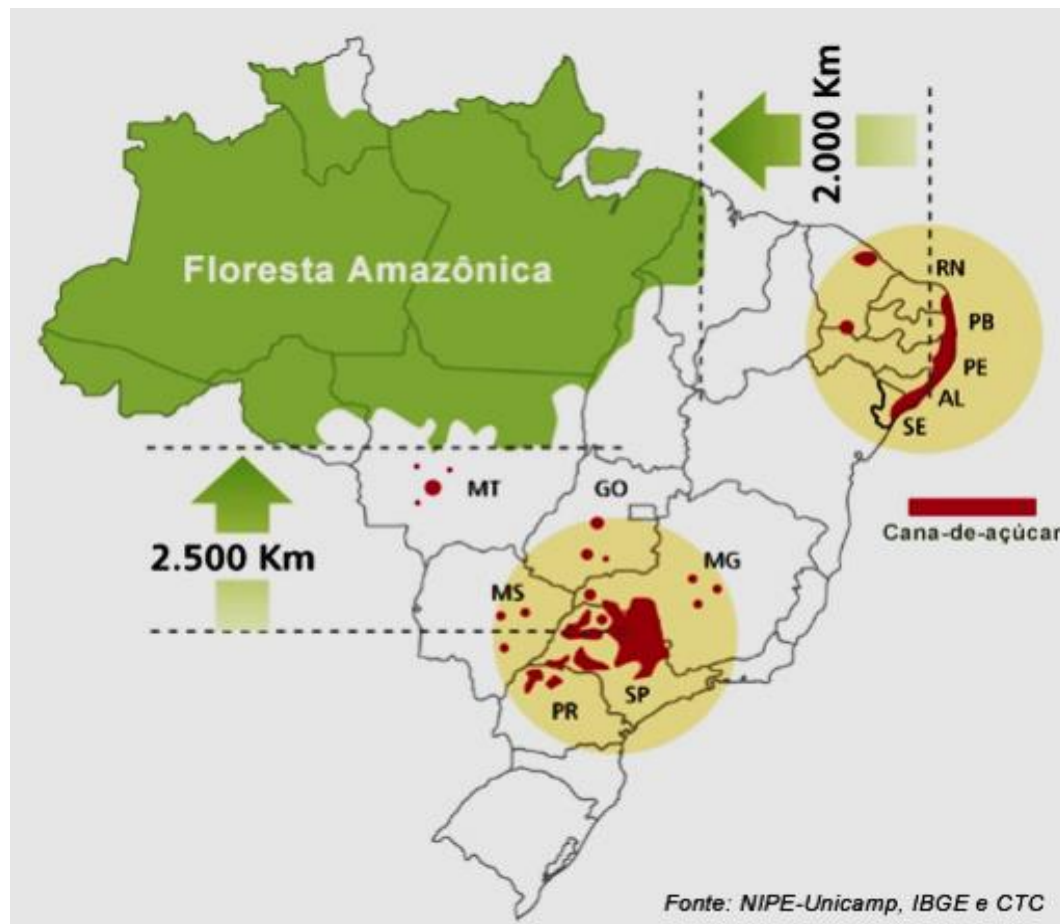 2.000 Km
Floresta Amazônica
RN
PB
PE
AL
SE
MT
GO
Cana-de-açúcar
2.500 Km
MG
MS
SP
PR
Fonte: NIPE-Unicamp, IBGE e CTC